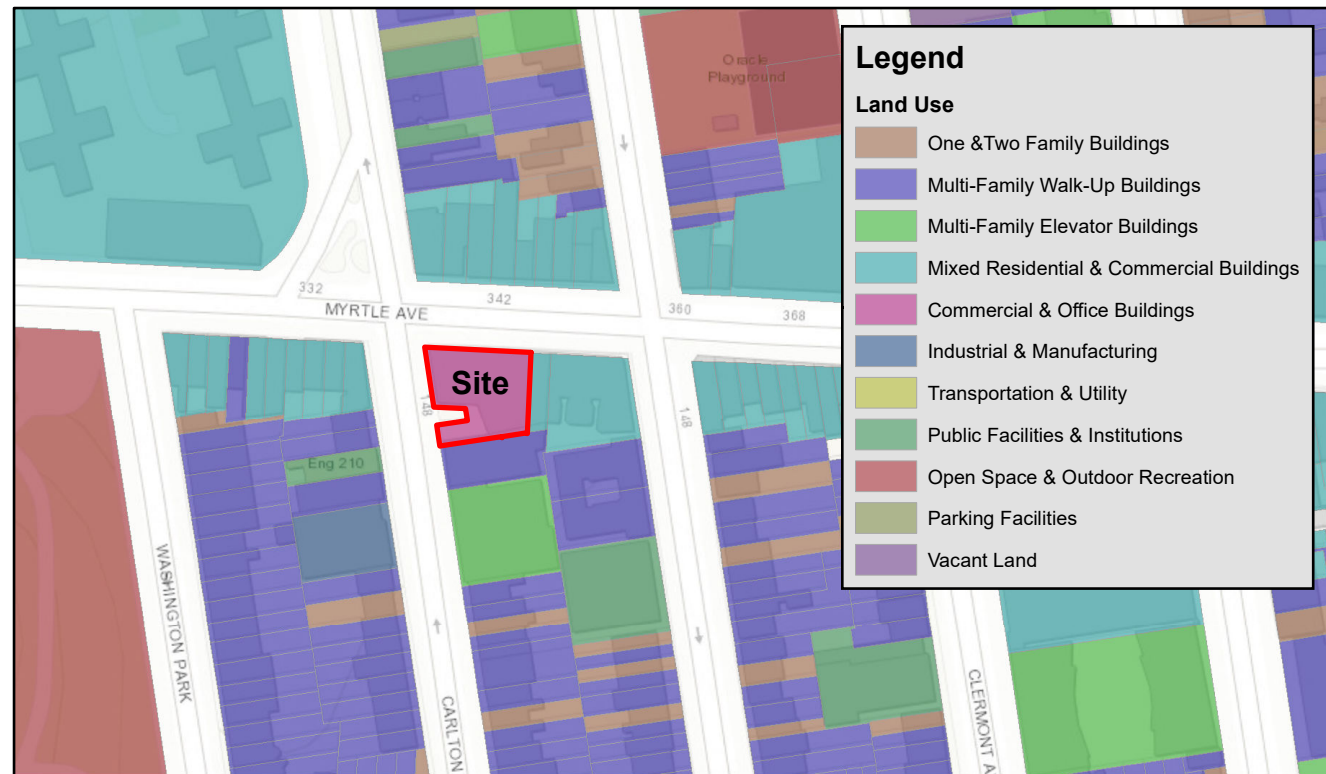 Oracle
Playground
332
342
360
368
MYRTLE AVE
Site
148
148
Eng 210
WASHINGTON PARK
CARLTON
CLERMONT A
Legend
Land Use
One &Two Family Buildings
Multi-Family Walk-Up Buildings
Multi-Family Elevator Buildings
Mixed Residential & Commercial Buildings
Commercial & Office Buildings
Industrial & Manufacturing
Transportation & Utility
Public Facilities & Institutions
Open Space & Outdoor Recreation
Parking Facilities
Vacant Land